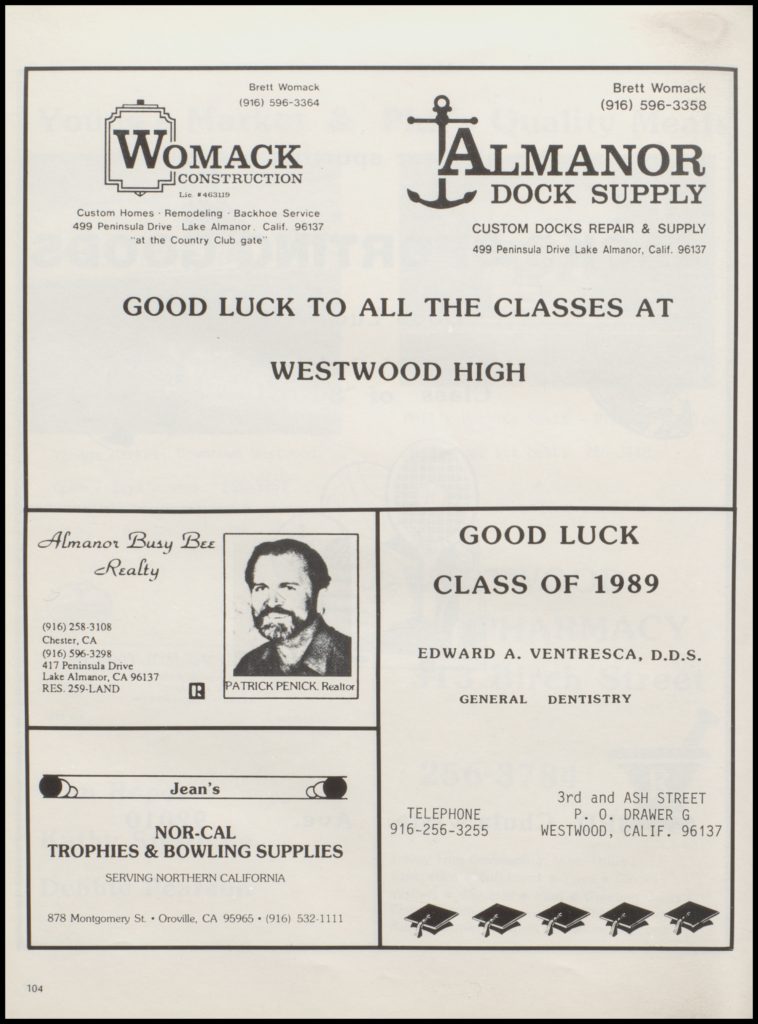 Brett Womack
(916) 596-3364
WOMACK
CONSTRUCTION
Lic. #463119
Custom Homes · Remodeling · Backhoe Service
499 Peninsula Drive Lake Almanor, Calif. 96137
"at the Country Club gate"
Brett Womack
(916) 596-3358
ALMANOR
DOCK SUPPLY
CUSTOM DOCKS REPAIR & SUPPLY
499 Peninsula Drive Lake Almanor, Calif. 96137
GOOD LUCK TO ALL THE CLASSES AT
WESTWOOD HIGH
Almanor Busy Bee
Realty
(916) 258-3108
Chester, CA
(916) 596-3298
417 Peninsula Drive
Lake Almanor, CA 96137
RES. 259-LAND
R
PATRICK PENICK. Realtor
GOOD LUCK
CLASS OF 1989
EDWARD A. VENTRESCA, D.D.S.
GENERAL DENTISTRY
TELEPHONE
916-256-3255
3rd and ASH STREET
P. O. DRAWER G
WESTWOOD, CALIF. 96137
Jean's
NOR-CAL
TROPHIES & BOWLING SUPPLIES
SERVING NORTHERN CALIFORNIA
878 Montgomery St. • Oroville, CA 95965 • (916) 532-1111
104